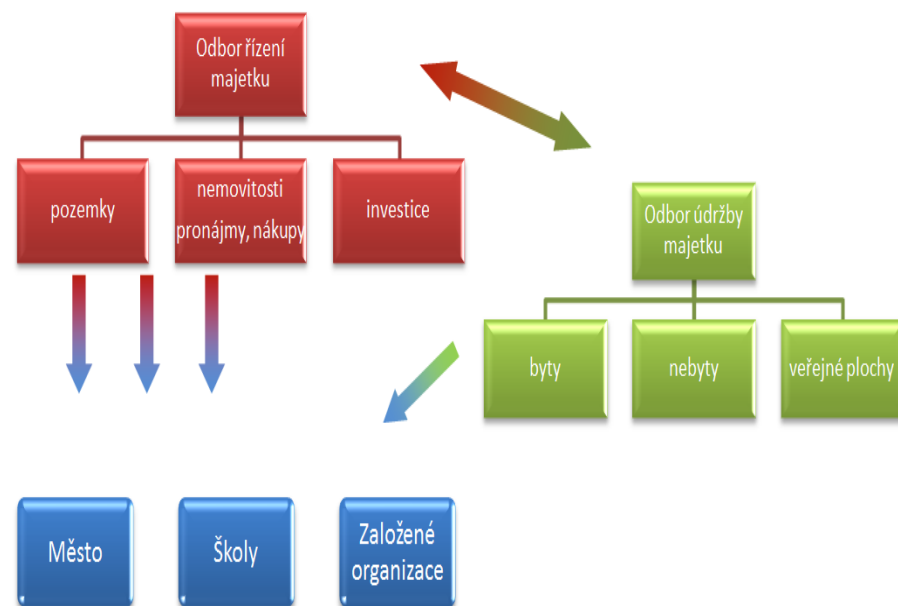 Odbor řízení
majetku
pozemky
nemovitosti
pronájmy, nákupy
investice
Odbor údržby
majetku
byty
nebyty
veřejné plochy
Město
Školy
Založené
organizace